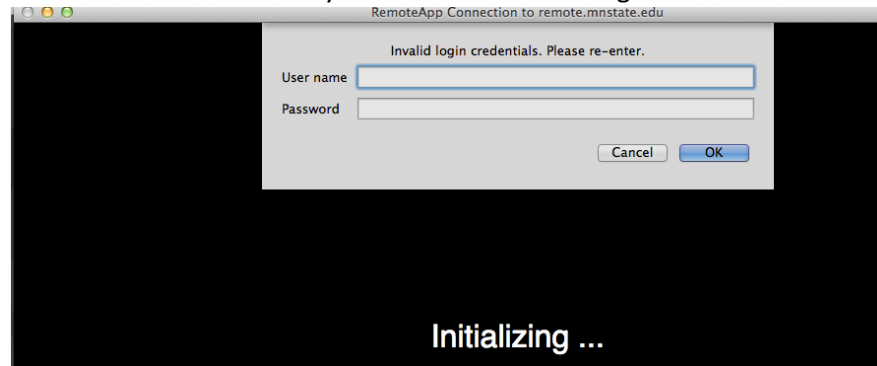 RemoteApp Connection to remote.mnstate.edu
Invalid login credentials. Please re-enter.
User name
Password
Cancel OK
Initializing ...